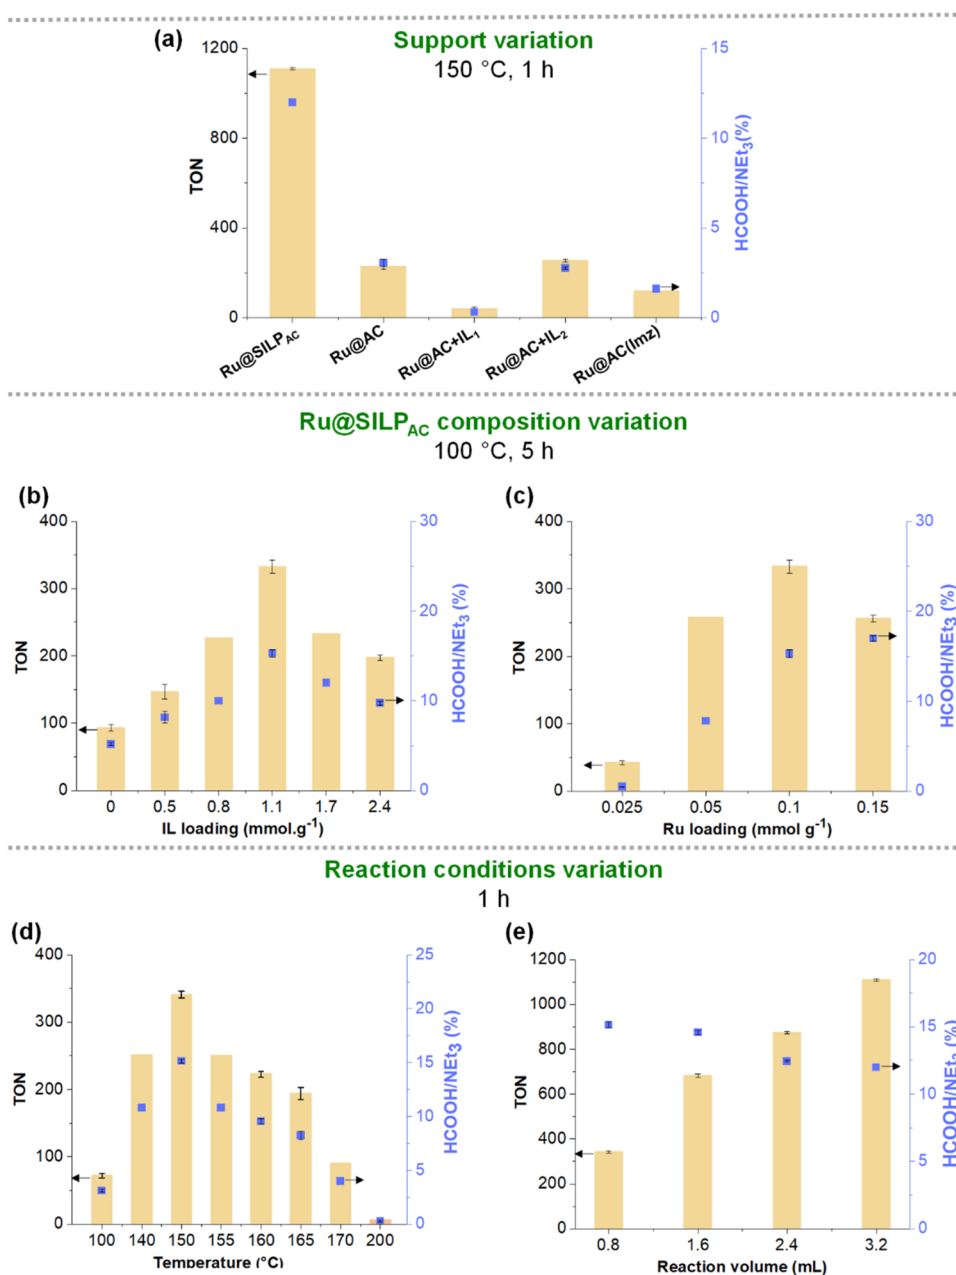 (a)
Support variation
150 °C, 1 h
1200
800
400
0
TON
15
10
5
0
HCOOH/NEt₃(%)
Ru@SILP_AC
Ru@AC
Ru@AC+IL₁
Ru@AC+IL₂
Ru@AC(Imz)
Ru@SILP_AC composition variation
100 °C, 5 h
(b)
400
300
200
100
0
TON
30
20
10
0
HCOOH/NEt₃ (%)
0 0.5 0.8 1.1 1.7 2.4
IL loading (mmol.g⁻¹)
(c)
400
300
200
100
0
TON
30
20
10
0
HCOOH/NEt₃ (%)
0.025 0.05 0.1 0.15
Ru loading (mmol g⁻¹)
Reaction conditions variation
1 h
(d)
400
300
200
100
0
TON
25
20
15
10
5
0
HCOOH/NEt₃ (%)
100 140 150 155 160 165 170 200
Temperature (°C)
(e)
1200
1000
800
600
400
200
0
TON
20
15
10
5
0
HCOOH/NEt₃ (%)
0.8 1.6 2.4 3.2
Reaction volume (mL)